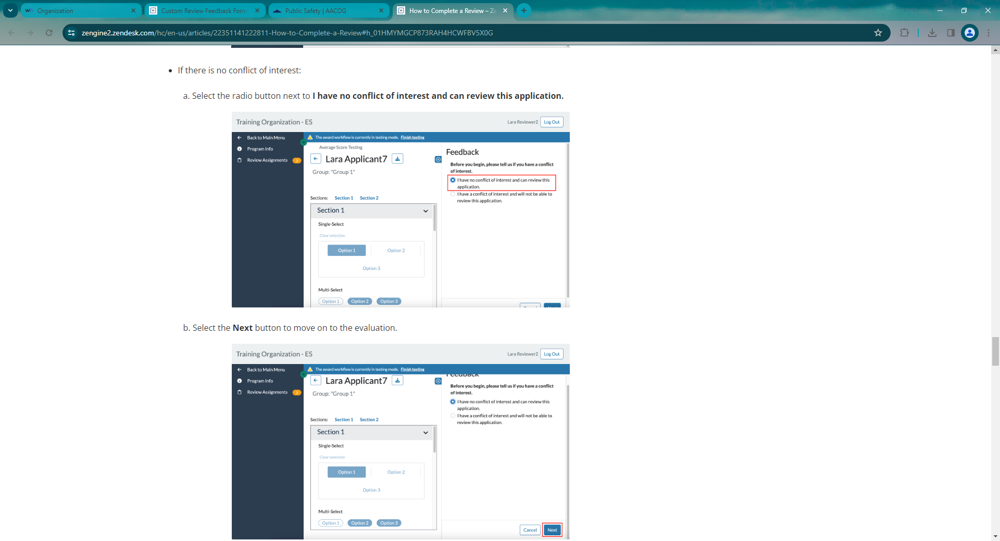 Organization
Custom Review Feedback Form
Public Safety | AACOG
How to Complete a Review – Ze
zengine2.zendesk.com/hc/en-us/articles/22351141222811-How-to-Complete-a-Review#h_01HMYMGCP873RAH4HCWFBV5X0G
If there is no conflict of interest:
a. Select the radio button next to I have no conflict of interest and can review this application.
Training Organization - ES
Lara Reviewer2 Log Out
Back to Main Menu
Program Info
Review Assignments 3
The award workflow is currently in testing mode. Finish testing
Average Score Testing
Lara Applicant7
Group: "Group 1"
Sections: Section 1 Section 2
Section 1
Single-Select
Clear selection
Option 1 Option 2
Option 3
Multi-Select
Option 1 Option 2 Option 3
Feedback
Before you begin, please tell us if you have a conflict
of interest.
I have no conflict of interest and can review this
application.
I have a conflict of interest and will not be able to
review this application.
b. Select the Next button to move on to the evaluation.
Training Organization - ES
Lara Reviewer2 Log Out
Back to Main Menu
Program Info
Review Assignments 3
The award workflow is currently in testing mode. Finish testing
Lara Applicant7
Group: "Group 1"
Sections: Section 1 Section 2
Section 1
Single-Select
Clear selection
Option 1 Option 2
Option 3
Multi-Select
Option 1 Option 2 Option 3
Feedback
Before you begin, please tell us if you have a conflict
of interest.
I have no conflict of interest and can review this
application.
I have a conflict of interest and will not be able to
review this application.
Cancel Next